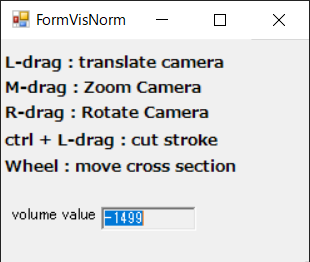 FormVisNorm
L-drag : translate camera
M-drag : Zoom Camera
R-drag : Rotate Camera
ctrl + L-drag : cut stroke
Wheel : move cross section
volume value -1499